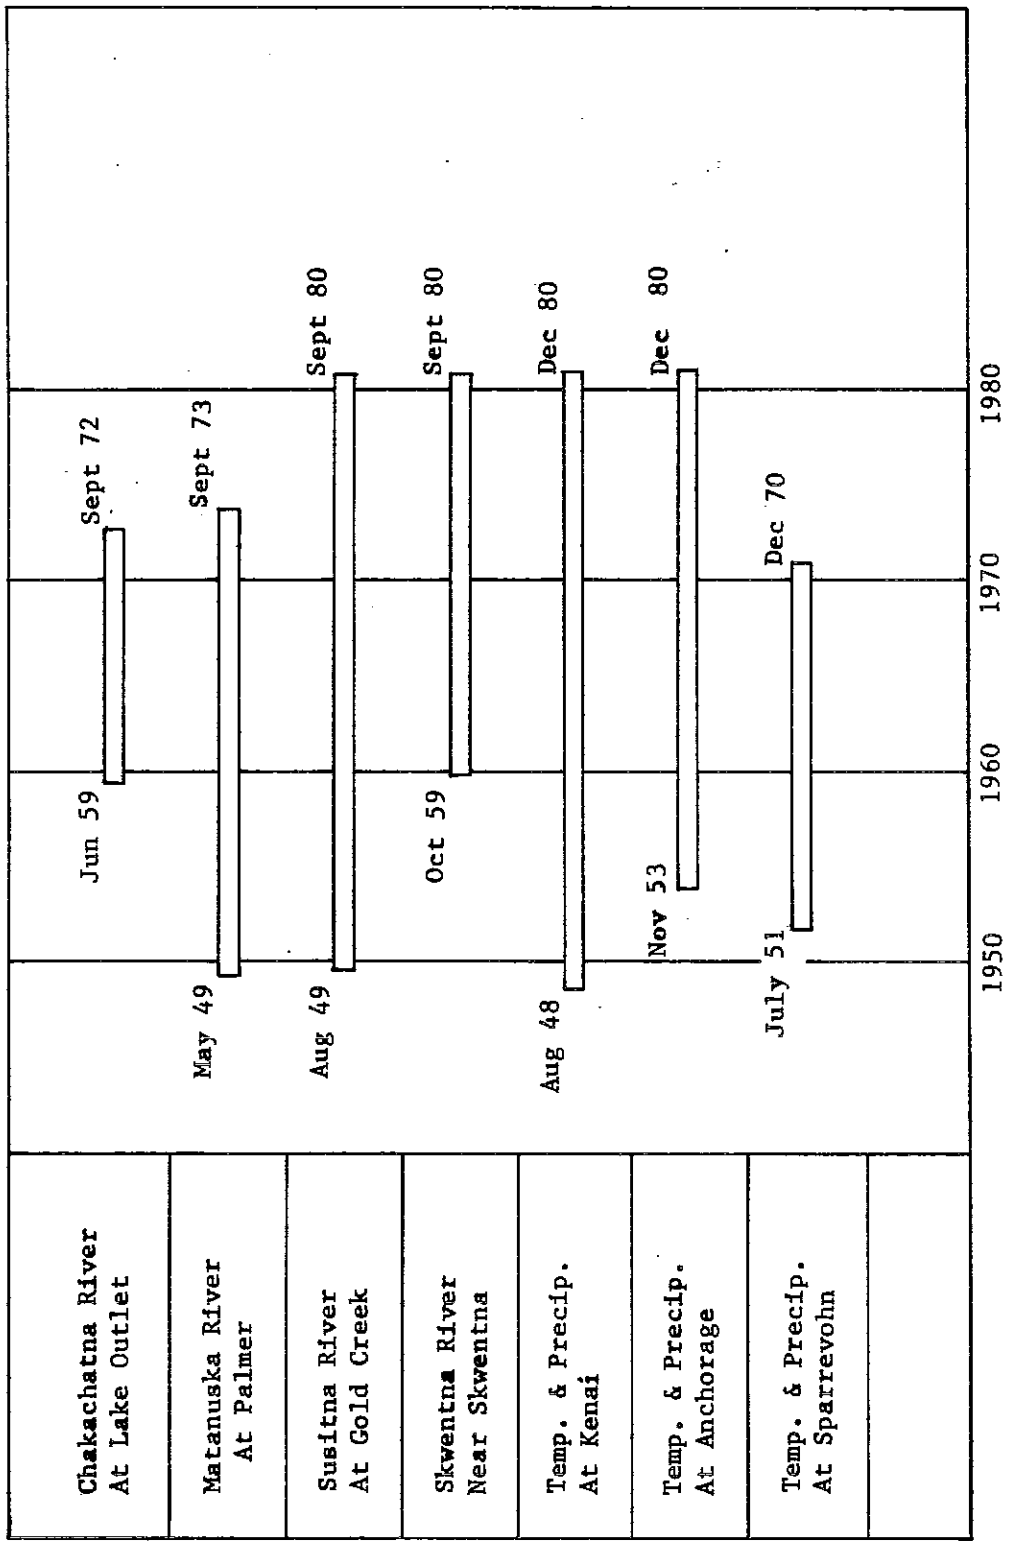 Chakachatna River
At Lake Outlet
Jun 59
Sept 72
Matanuska River
At Palmer
May 49
Sept 73
Susitna River
At Gold Creek
Aug 49
Sept 80
Skwentna River
Near Skwentna
Oct 59
Sept 80
Temp. & Precip.
At Kenai
Aug 48
Dec 80
Temp. & Precip.
At Anchorage
Nov 53
Dec 80
Temp. & Precip.
At Sparrevohn
July 51
Dec 70
1950
1960
1970
1980